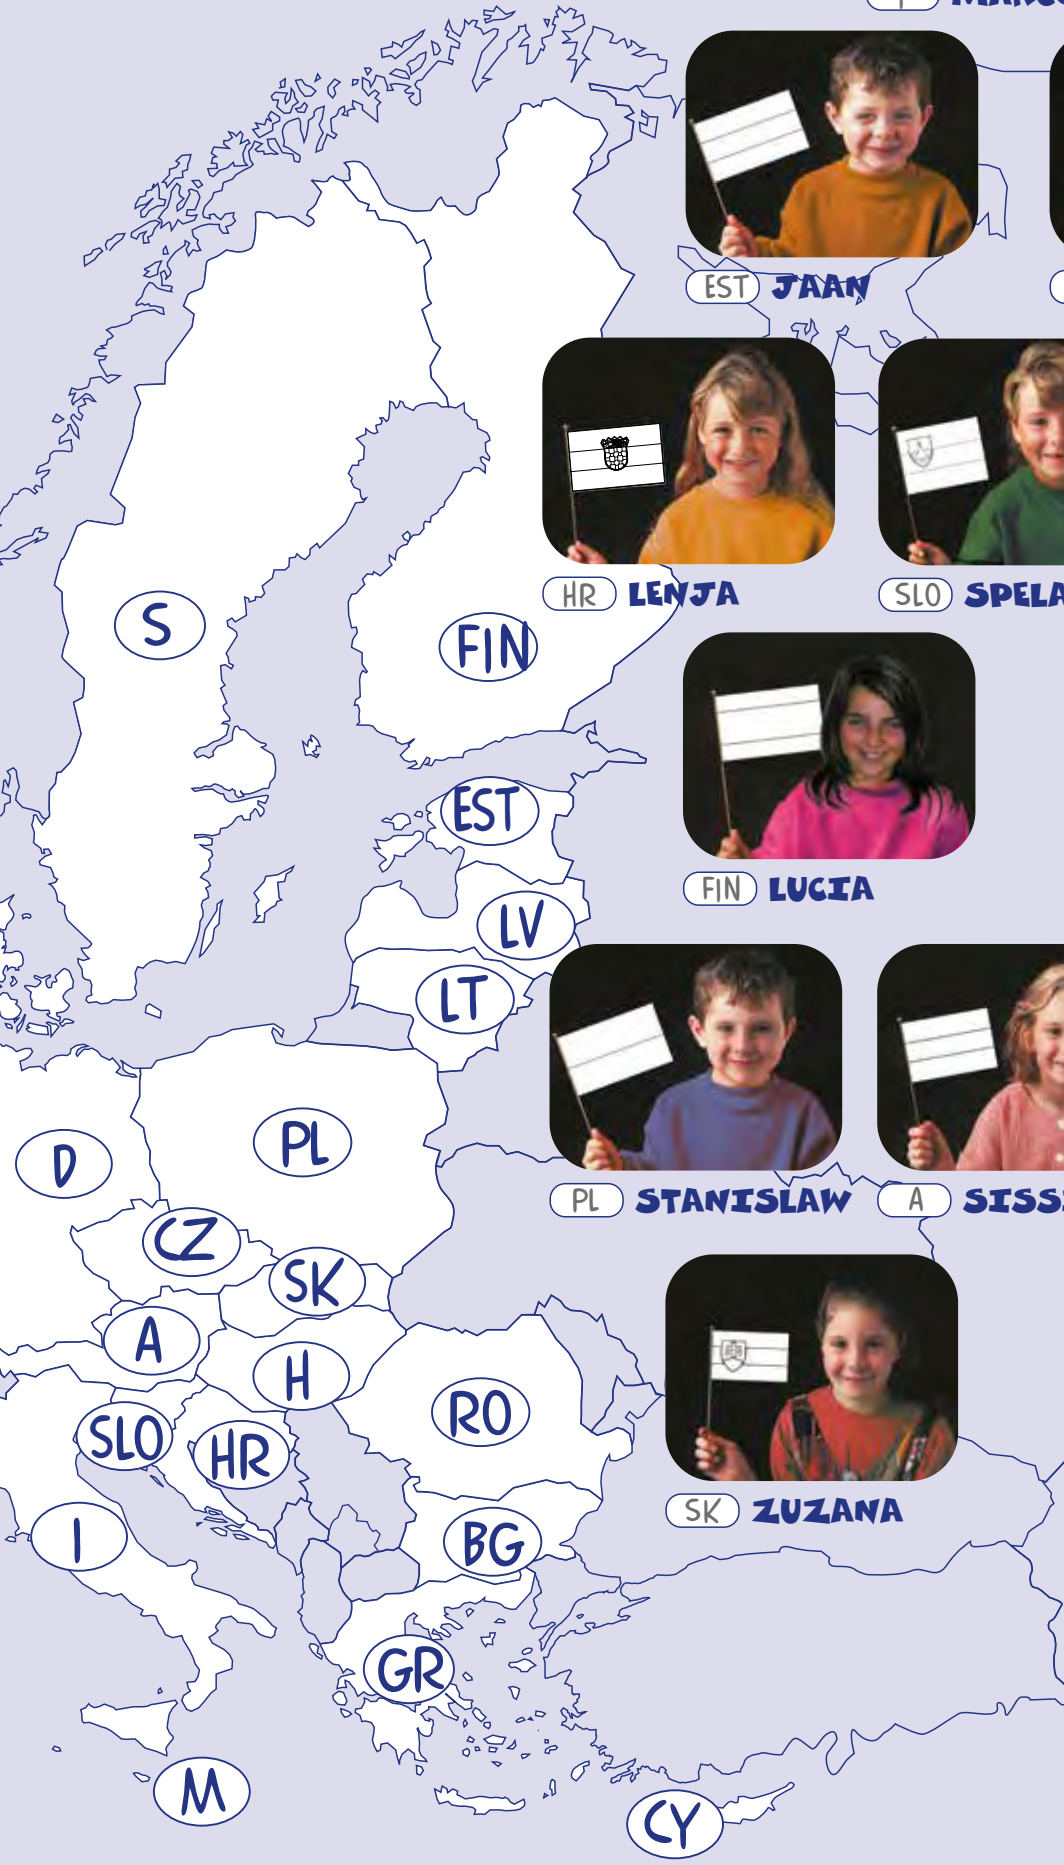 EST JAAN
HR LENJA
SLO SPELA
S
FIN
FIN LUCIA
EST
LV
LT
PL
D
PL STANISLAW
A
CZ
SK
A
H
RO
SLO
HR
SK ZUZANA
I
BG
GR
M
CY